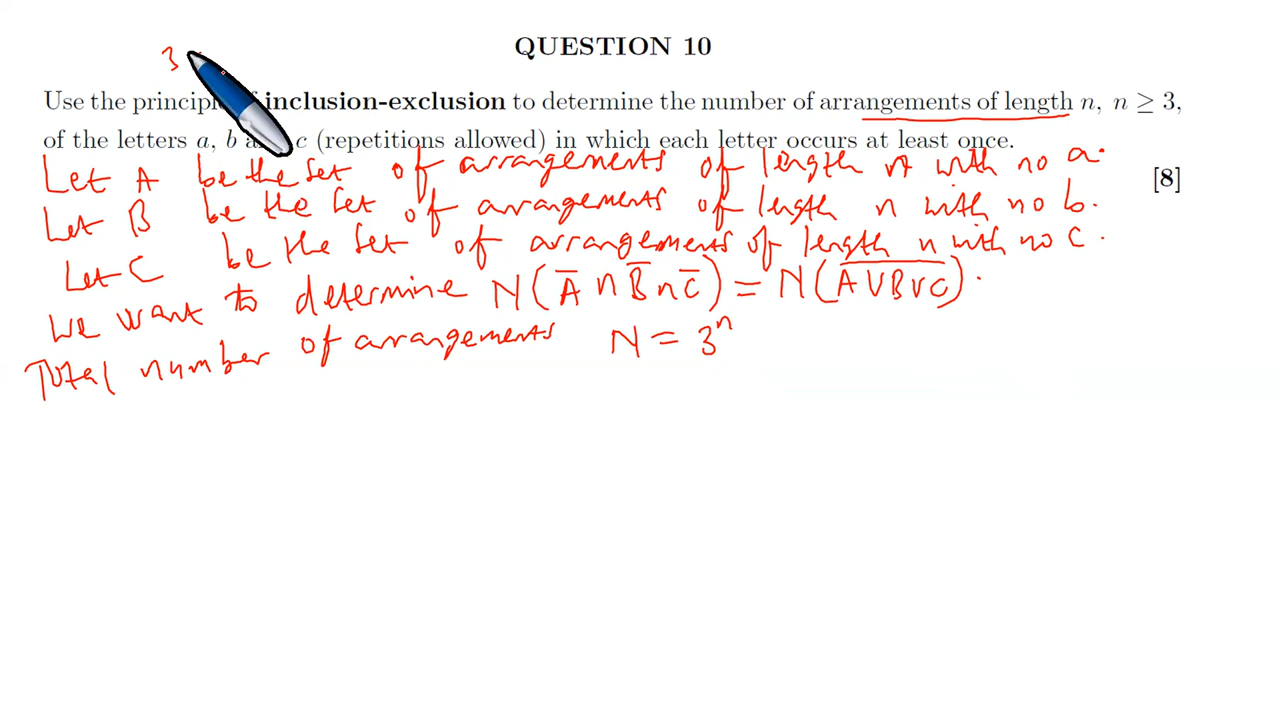 QUESTION 10
3
Use the principle of inclusion-exclusion to determine the number of arrangements of length n, n ≥ 3,
of the letters a, b a c (repetitions allowed) in which each letter occurs at least once.
[8]
Let A be the set of arrangements of length n with no a.
Let B be the set of arrangements of length n with no b.
Let C be the set of arrangements of length n with no c.
We want to determine N(A̅ ∩ B̅ ∩ C̅) = N(\overline{A ∪ B ∪ C}).
Total number of arrangements N = 3ⁿ